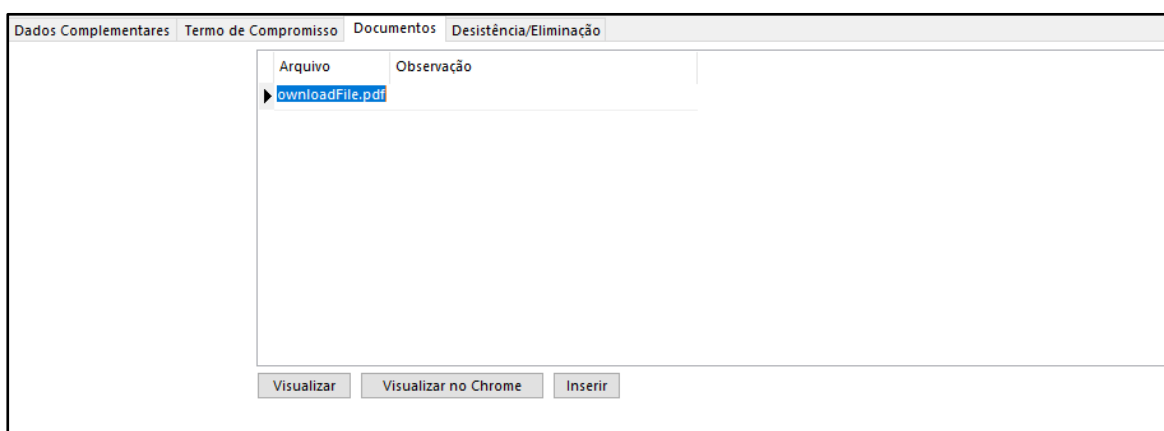 Dados Complementares Termo de Compromisso Documentos Desistência/Eliminação
Arquivo Observação
ownloadFile.pdf
Visualizar Visualizar no Chrome Inserir